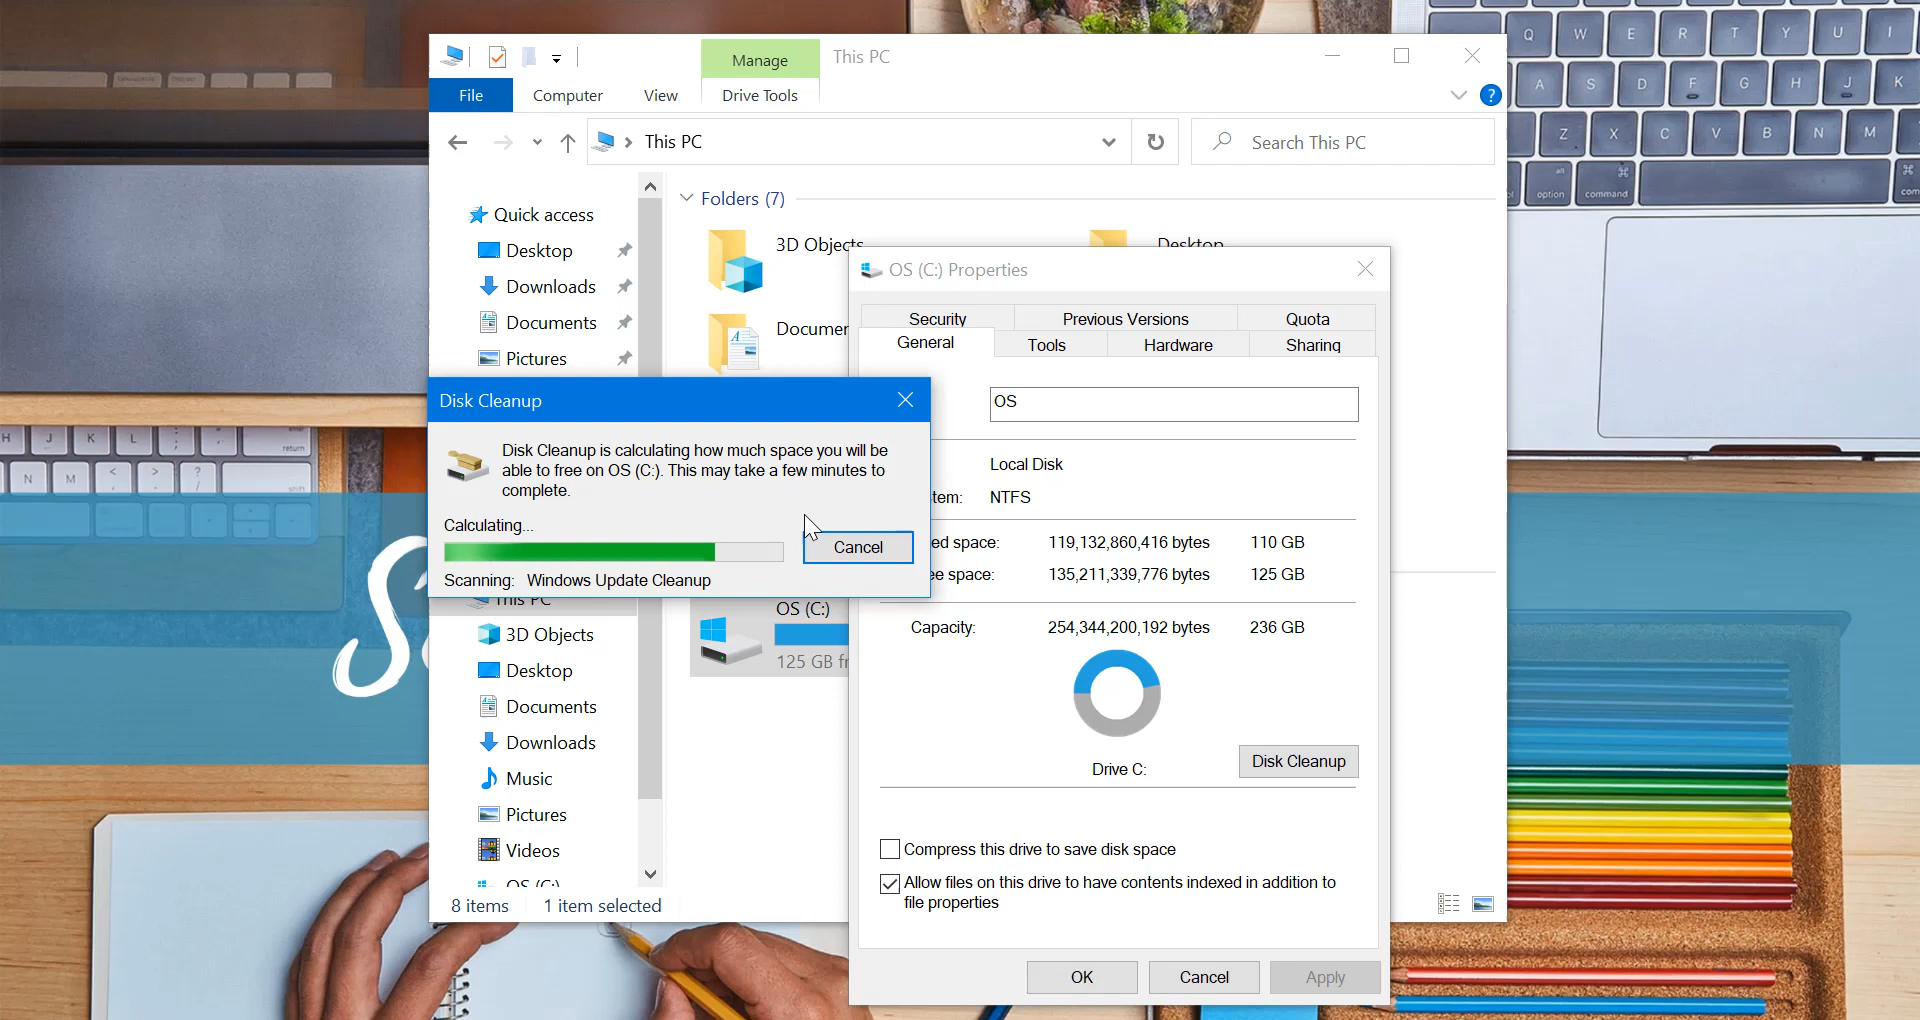 Manage
This PC
File
Computer
View
Drive Tools
This PC
Search This PC
Quick access
Desktop
Downloads
Documents
Pictures
Folders (7)
3D Objects
Desktop
OS (C:) Properties
Security
Previous Versions
Quota
General
Tools
Hardware
Sharing
OS
Local Disk
NTFS
119,132,860,416 bytes
110 GB
135,211,339,776 bytes
125 GB
Capacity:
254,344,200,192 bytes
236 GB
Drive C:
Disk Cleanup
Compress this drive to save disk space
Allow files on this drive to have contents indexed in addition to
file properties
OK
Cancel
Apply
Disk Cleanup
Disk Cleanup is calculating how much space you will be
able to free on OS (C:). This may take a few minutes to
complete.
Calculating...
Cancel
Scanning: Windows Update Cleanup
This PC
3D Objects
Desktop
Documents
Downloads
Music
Pictures
Videos
OS (C:)
OS (C:)
125 GB
8 items
1 item selected
Q W E R T Y U I
A S D F G H J K
Z X C V B N M
option
command
H J K L
return
N M